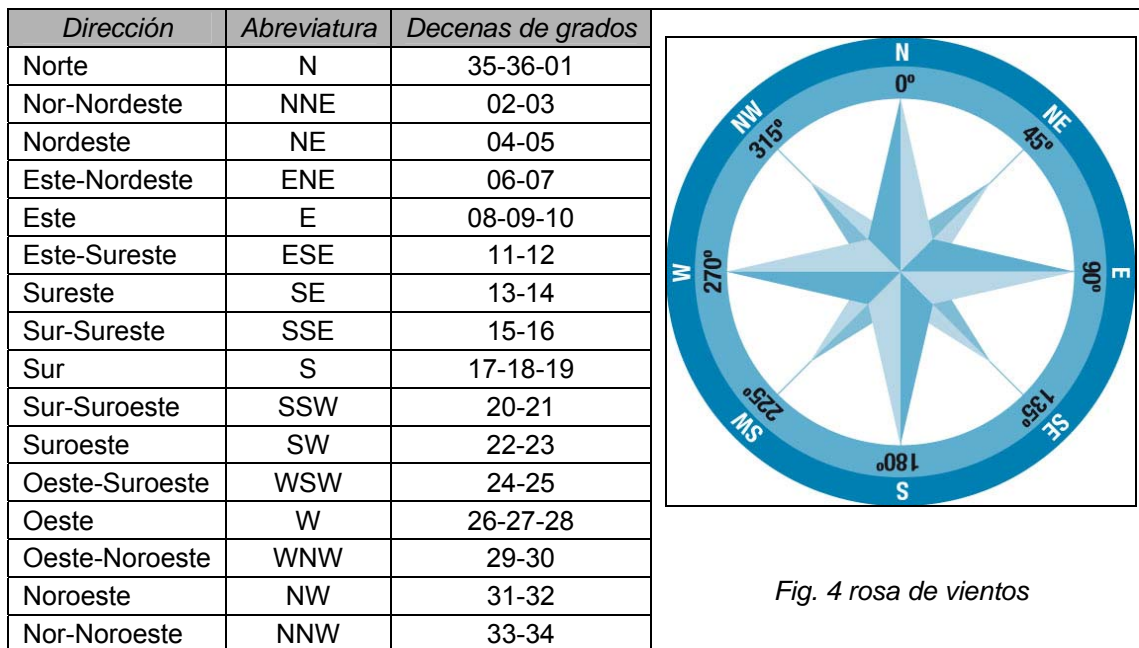 Dirección Abreviatura Decenas de grados
Norte N 35-36-01
Nor-Nordeste NNE 02-03
Nordeste NE 04-05
Este-Nordeste ENE 06-07
Este E 08-09-10
Este-Sureste ESE 11-12
Sureste SE 13-14
Sur-Sureste SSE 15-16
Sur S 17-18-19
Sur-Suroeste SSW 20-21
Suroeste SW 22-23
Oeste-Suroeste WSW 24-25
Oeste W 26-27-28
Oeste-Noroeste WNW 29-30
Noroeste NW 31-32
Nor-Noroeste NNW 33-34
N
0º
NE
45º
E
90º
SE
135º
S
180º
SW
225º
W
270º
NW
315º
Fig. 4 rosa de vientos